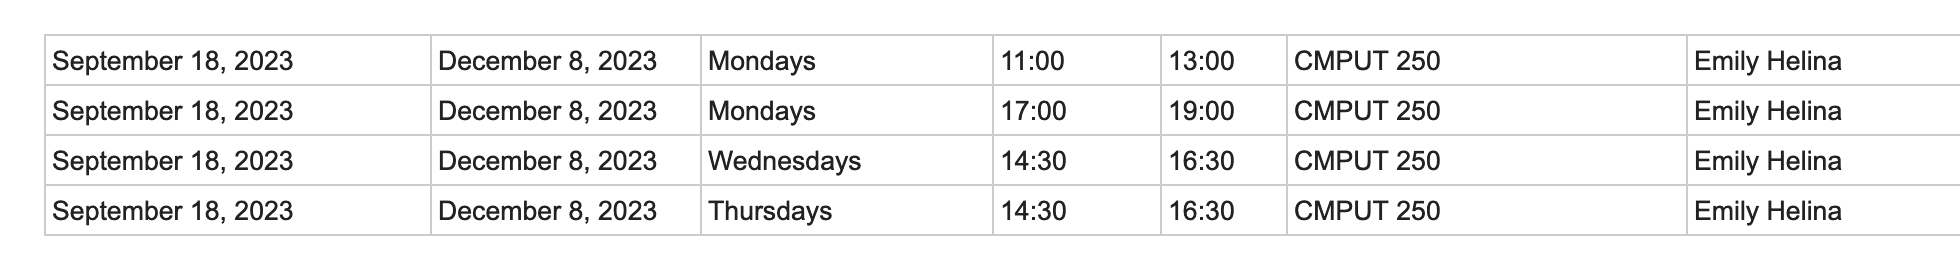 September 18, 2023 December 8, 2023 Mondays 11:00 13:00 CMPUT 250 Emily Helina
September 18, 2023 December 8, 2023 Mondays 17:00 19:00 CMPUT 250 Emily Helina
September 18, 2023 December 8, 2023 Wednesdays 14:30 16:30 CMPUT 250 Emily Helina
September 18, 2023 December 8, 2023 Thursdays 14:30 16:30 CMPUT 250 Emily Helina